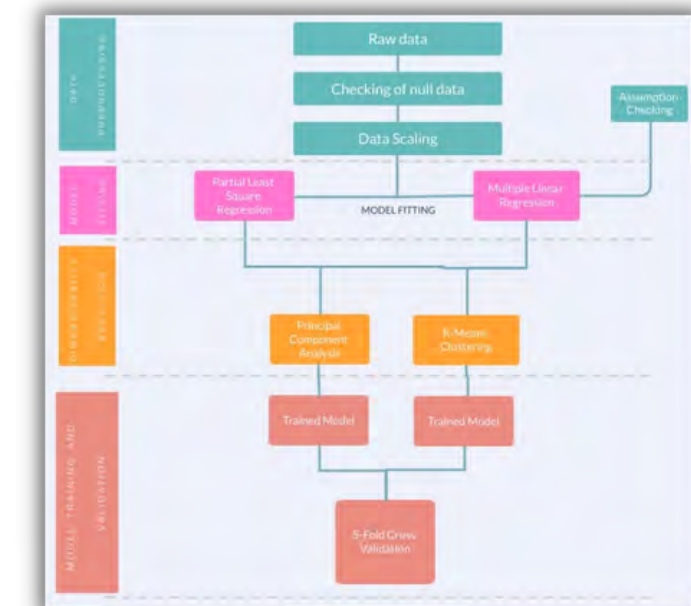 DATA
PREPROCESSING
Raw data
Checking of null data
Data Scaling
Assumption
Checking
MODEL
FITTING
Partial Least
Square
Regression
MODEL FITTING
Multiple Linear
Regression
DIMENSIONALITY
REDUCTION
Principal
Component
Analysis
K-Means
Clustering
MODEL TRAINING AND
VALIDATION
Trained Model
Trained Model
5-Fold Cross
Validation